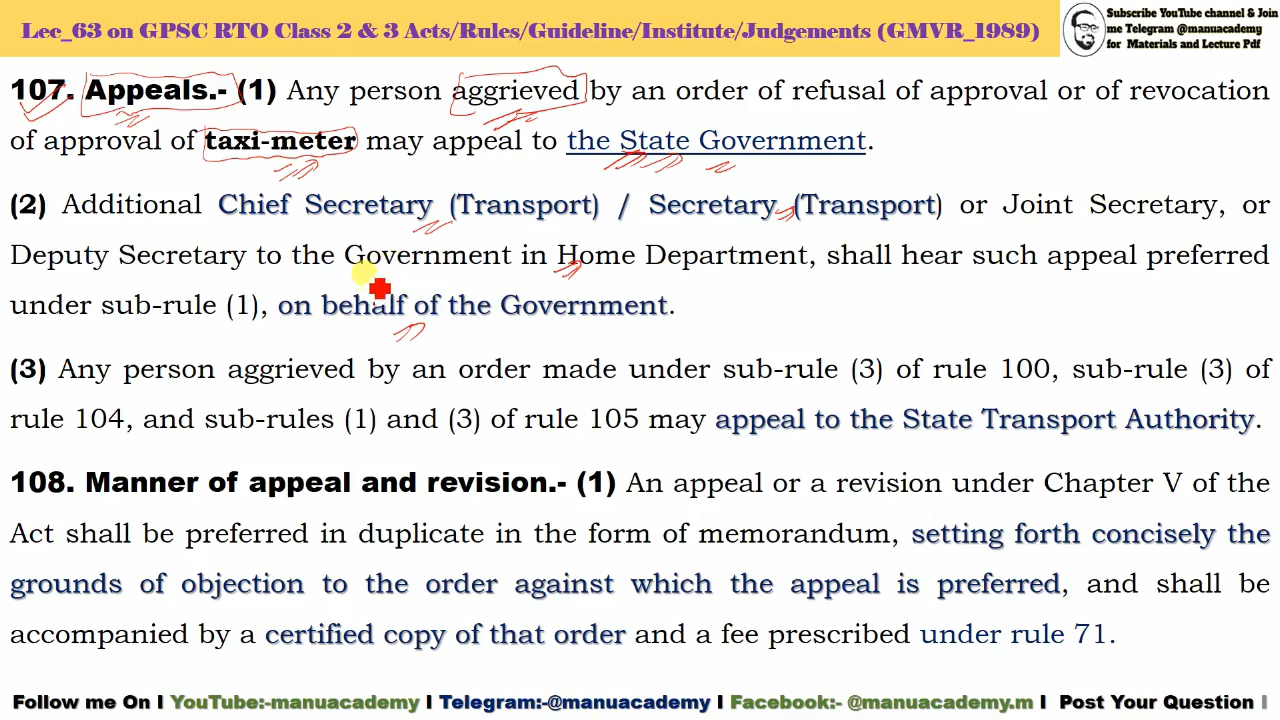 Lec_63 on GPSC RTO Class 2 & 3 Acts/Rules/Guideline/Institute/Judgements (GMVR_1989)
Subscribe YouTube channel & Join
me Telegram @manuacademy
for Materials and Lecture Pdf
107. Appeals.- (1) Any person aggrieved by an order of refusal of approval or of revocation
of approval of taxi-meter may appeal to the State Government.
(2) Additional Chief Secretary (Transport) / Secretary (Transport) or Joint Secretary, or
Deputy Secretary to the Government in Home Department, shall hear such appeal preferred
under sub-rule (1), on behalf of the Government.
(3) Any person aggrieved by an order made under sub-rule (3) of rule 100, sub-rule (3) of
rule 104, and sub-rules (1) and (3) of rule 105 may appeal to the State Transport Authority.
108. Manner of appeal and revision.- (1) An appeal or a revision under Chapter V of the
Act shall be preferred in duplicate in the form of memorandum, setting forth concisely the
grounds of objection to the order against which the appeal is preferred, and shall be
accompanied by a certified copy of that order and a fee prescribed under rule 71.
Follow me On I YouTube:-manuacademy I Telegram:-@manuacademy I Facebook:- @manuacademy.m I Post Your Question I